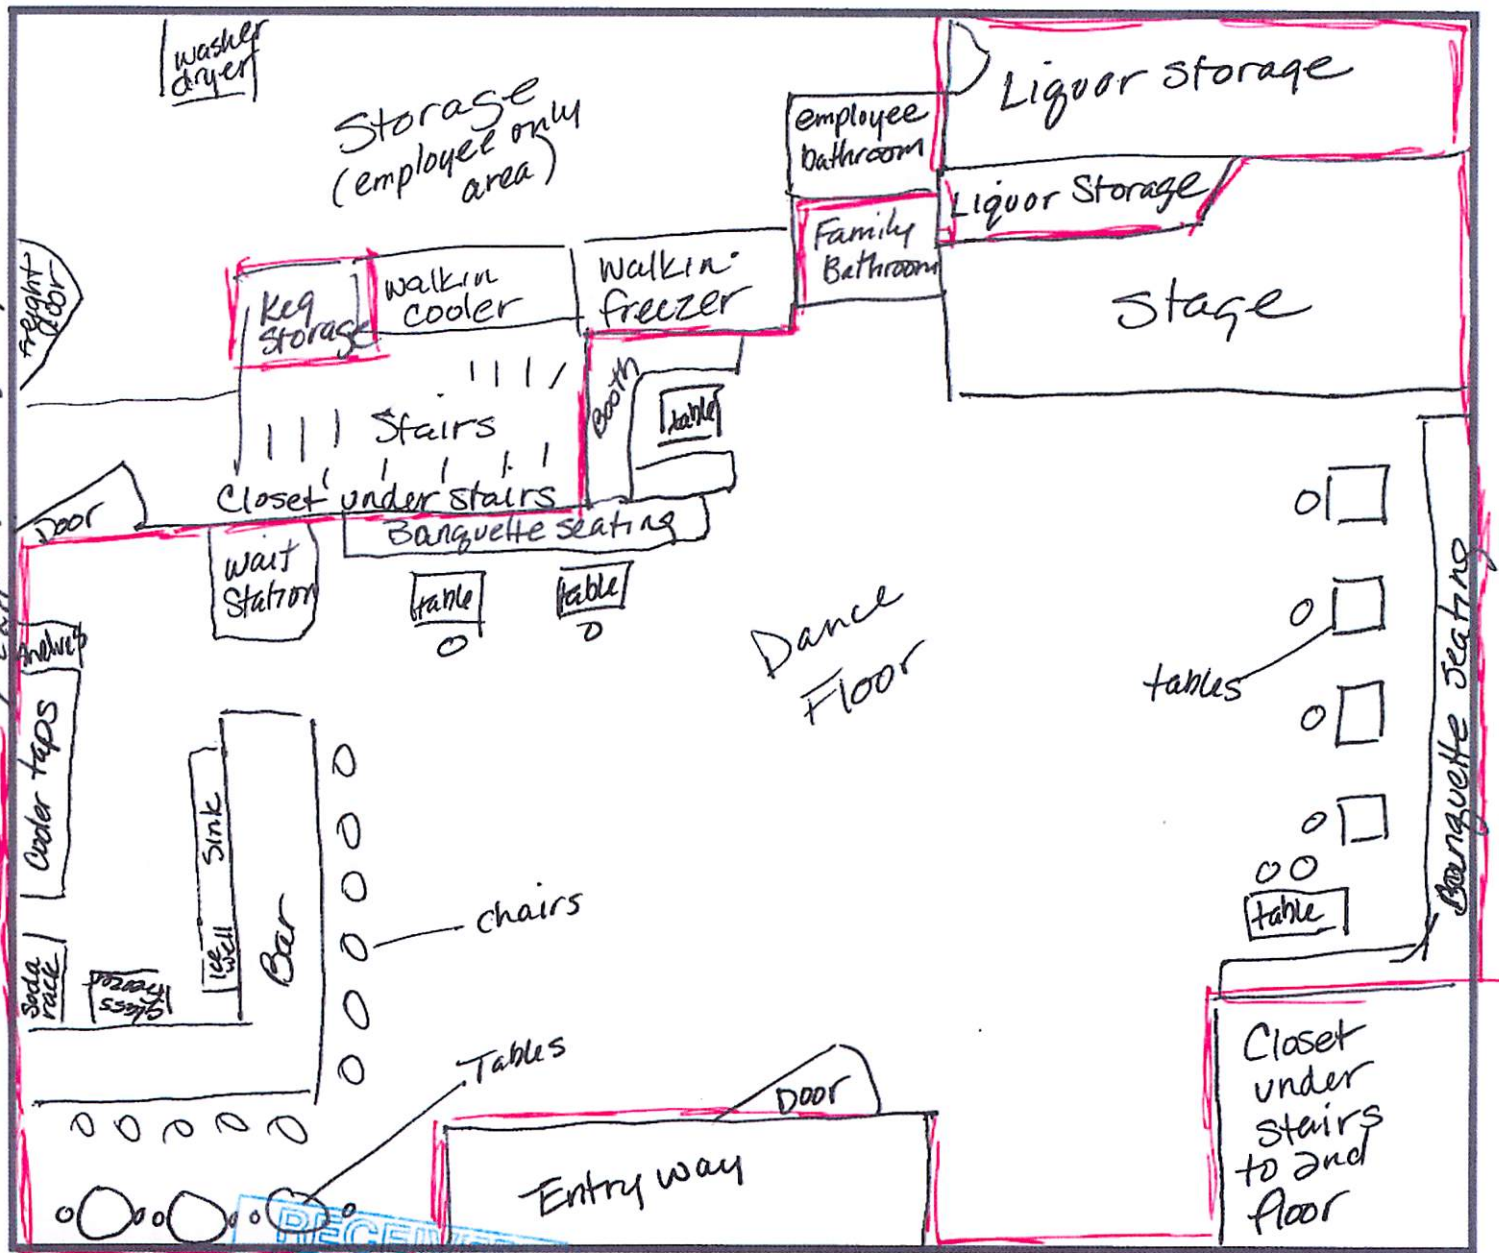 washer
dryer
Storage
(employee only
area)
employee
bathroom
Liquor Storage
Liquor Storage
Family
Bathroom
Stage
Freight
door
Keg
Storage
Walkin
cooler
Walkin
freezer
Booth
table
Stairs
Closet under stairs
Door
Banquette seating
Wait
Station
table
table
Shelves
Dance
Floor
tables
Banquette seating
Cooler taps
Sink
Ice
well
Bar
chairs
table
Soda
rack
Glass
Tables
Door
Entry way
Closet
under
stairs
to 2nd
floor
RECEIVED